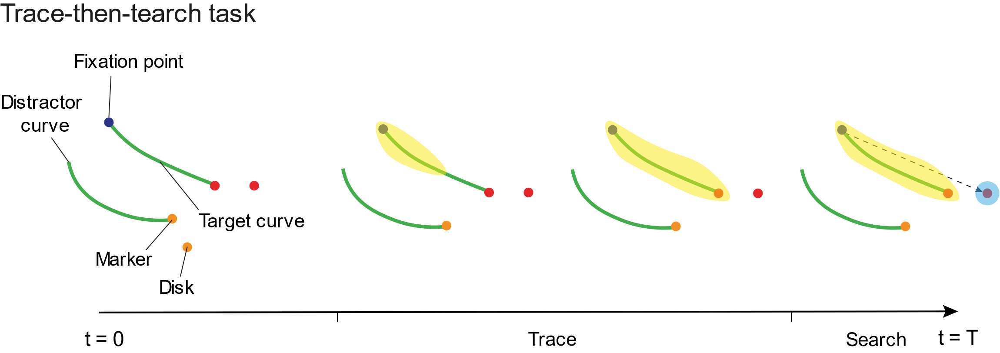 Trace-then-tearch task
Fixation point
Distractor
curve
Target curve
Marker
Disk
t = 0
Trace
Search
t = T